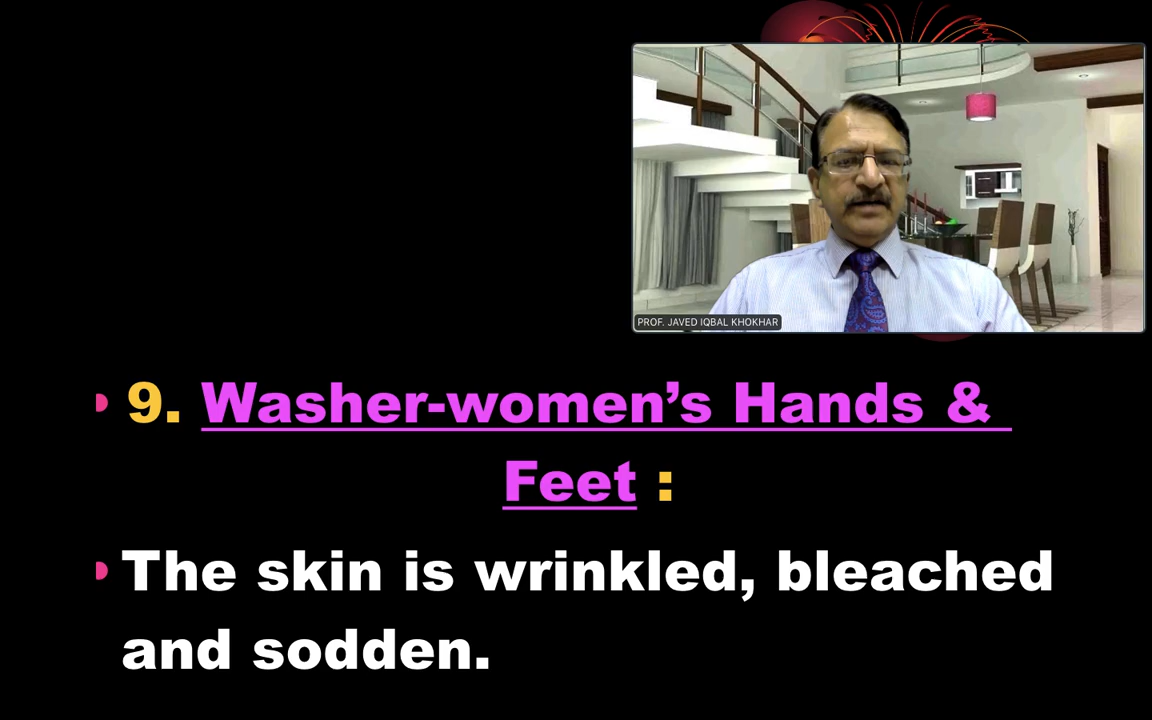 PROF. JAVED IQBAL KHOKHAR
9. Washer-women’s Hands &
Feet :
The skin is wrinkled, bleached
and sodden.